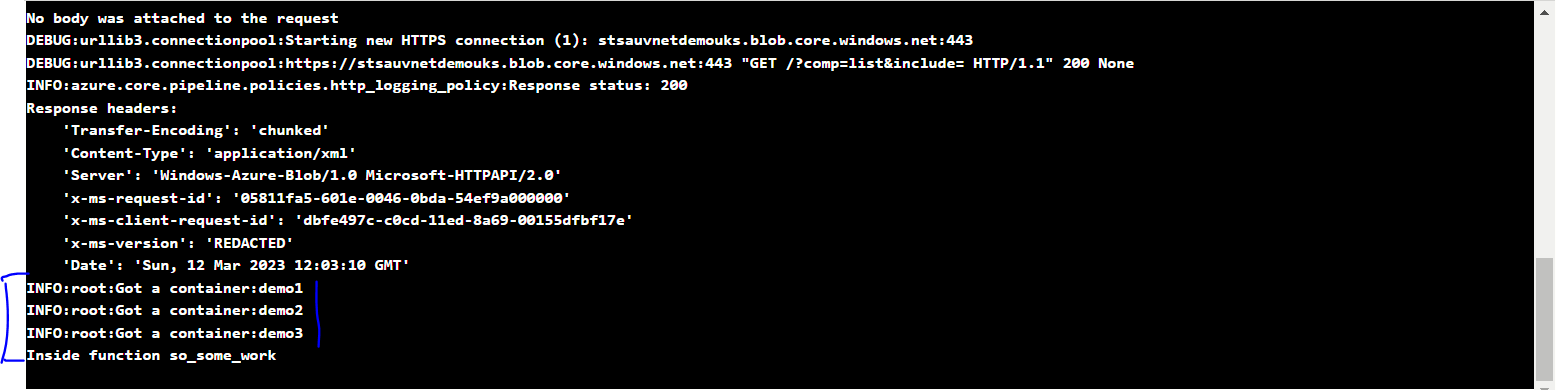 No body was attached to the request
DEBUG:urllib3.connectionpool:Starting new HTTPS connection (1): stsauvnetdemouks.blob.core.windows.net:443
DEBUG:urllib3.connectionpool:https://stsauvnetdemouks.blob.core.windows.net:443 "GET /?comp=list&include= HTTP/1.1" 200 None
INFO:azure.core.pipeline.policies.http_logging_policy:Response status: 200
Response headers:
    'Transfer-Encoding': 'chunked'
    'Content-Type': 'application/xml'
    'Server': 'Windows-Azure-Blob/1.0 Microsoft-HTTPAPI/2.0'
    'x-ms-request-id': '05811fa5-601e-0046-0bda-54ef9a000000'
    'x-ms-client-request-id': 'dbfe497c-c0cd-11ed-8a69-00155dfbf17e'
    'x-ms-version': 'REDACTED'
    'Date': 'Sun, 12 Mar 2023 12:03:10 GMT'
INFO:root:Got a container:demo1
INFO:root:Got a container:demo2
INFO:root:Got a container:demo3
Inside function so_some_work